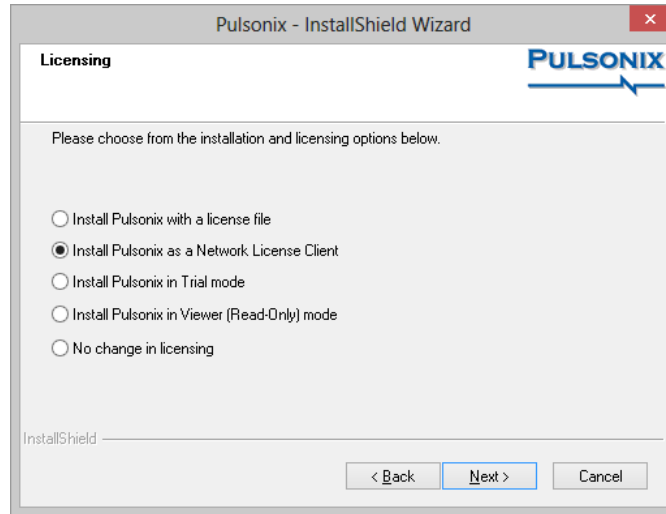 Pulsonix - InstallShield Wizard
Licensing
PULSONIX
Please choose from the installation and licensing options below.
Install Pulsonix with a license file
Install Pulsonix as a Network License Client
Install Pulsonix in Trial mode
Install Pulsonix in Viewer (Read-Only) mode
No change in licensing
InstallShield
< Back Next > Cancel